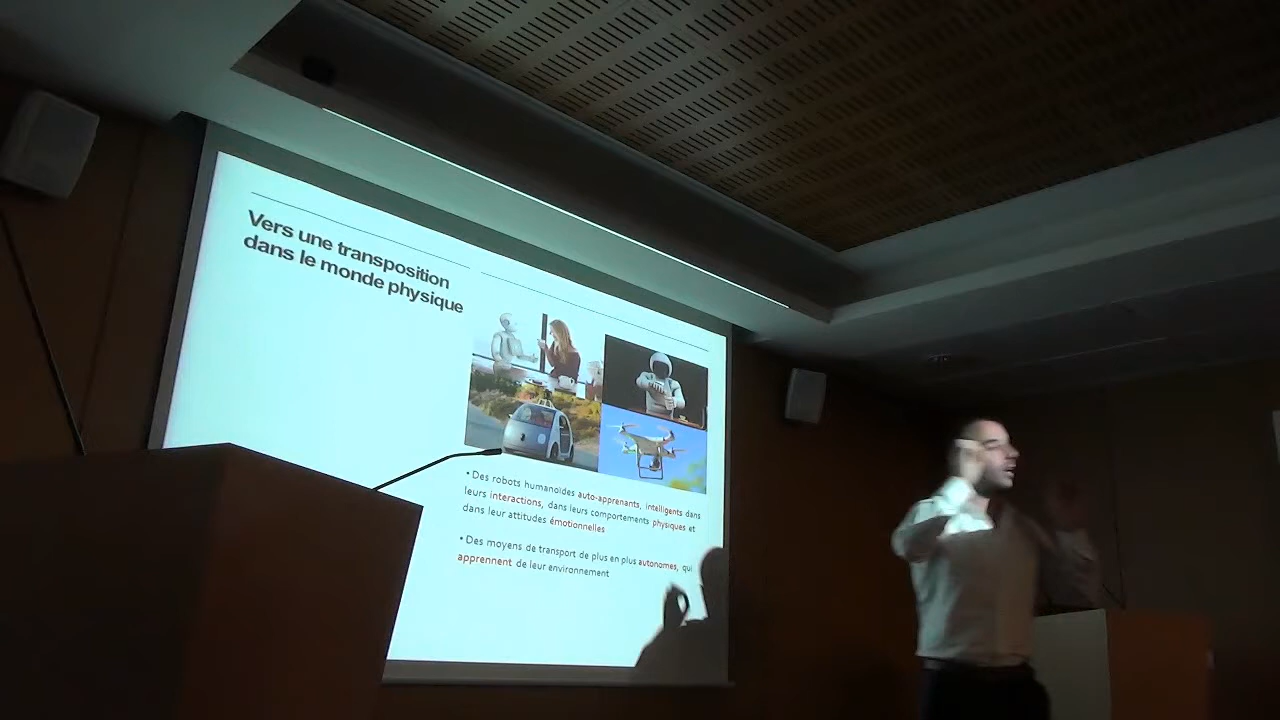 Vers une transposition
dans le monde physique
• Des robots humanoïdes auto-apprenants, intelligents dans
leurs interactions, dans leurs comportements physiques et
dans leur attitudes émotionnelles
• Des moyens de transport de plus en plus autonomes, qui
apprennent de leur environnement